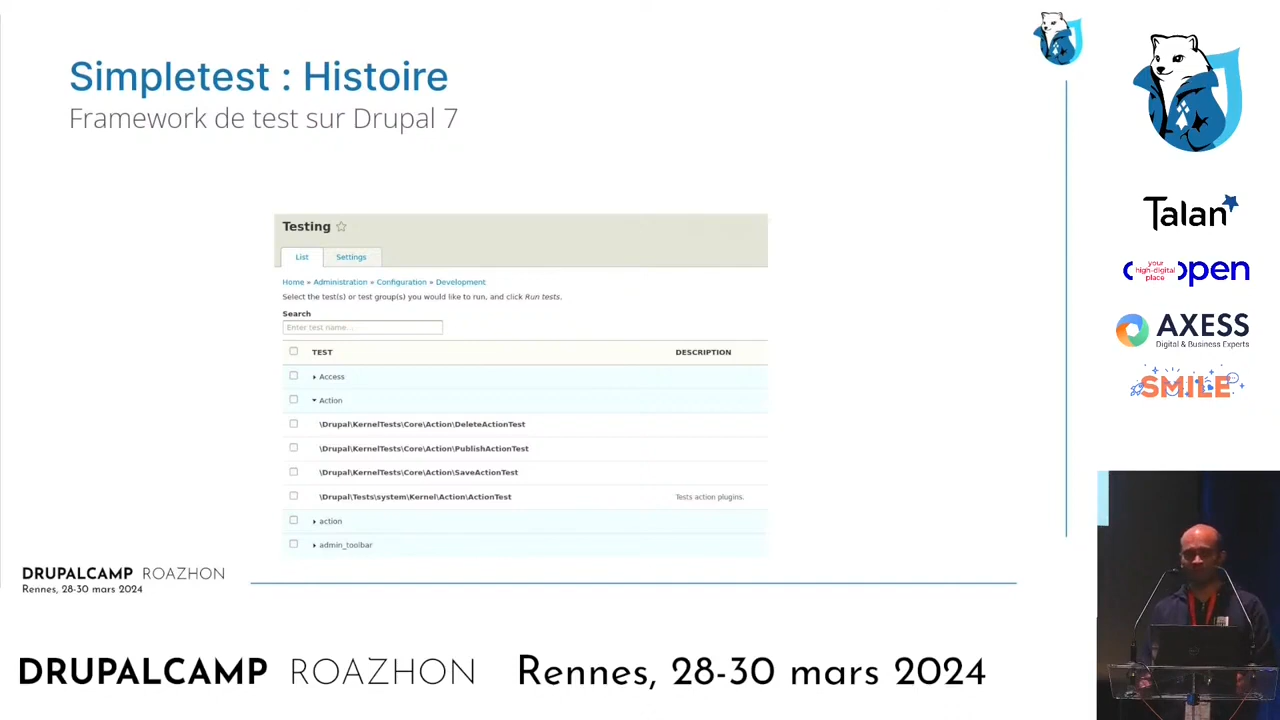 Simpletest : Histoire
Framework de test sur Drupal 7
Testing
List Settings
Home » Administration » Configuration » Development
Select the test(s) or test group(s) you would like to run, and click Run tests.
Search
Enter test name...
TEST DESCRIPTION
Access
Action
\Drupal\KernelTests\Core\Action\DeleteActionTest
\Drupal\KernelTests\Core\Action\PublishActionTest
\Drupal\KernelTests\Core\Action\SaveActionTest
\Drupal\Tests\system\Kernel\Action\ActionTest Tests action plugins.
action
admin_toolbar
DRUPALCAMP ROAZHON
Rennes, 28-30 mars 2024
Talan
your
high-digital
place
open
AXESS
Digital & Business Experts
SMILE
DRUPALCAMP ROAZHON Rennes, 28-30 mars 2024